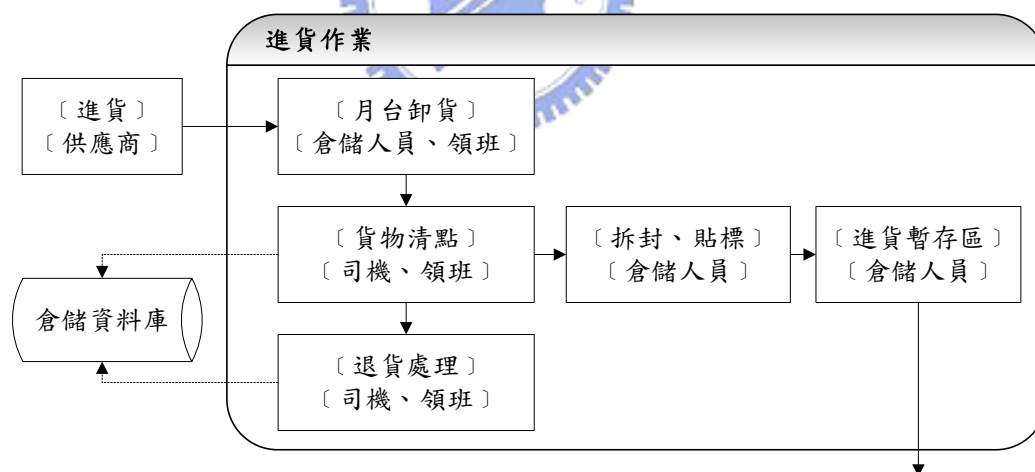 進貨作業
〔進貨〕
〔供應商〕
〔月台卸貨〕
〔倉儲人員、領班〕
〔貨物清點〕
〔司機、領班〕
〔拆封、貼標〕
〔倉儲人員〕
〔進貨暫存區〕
〔倉儲人員〕
倉儲資料庫
〔退貨處理〕
〔司機、領班〕